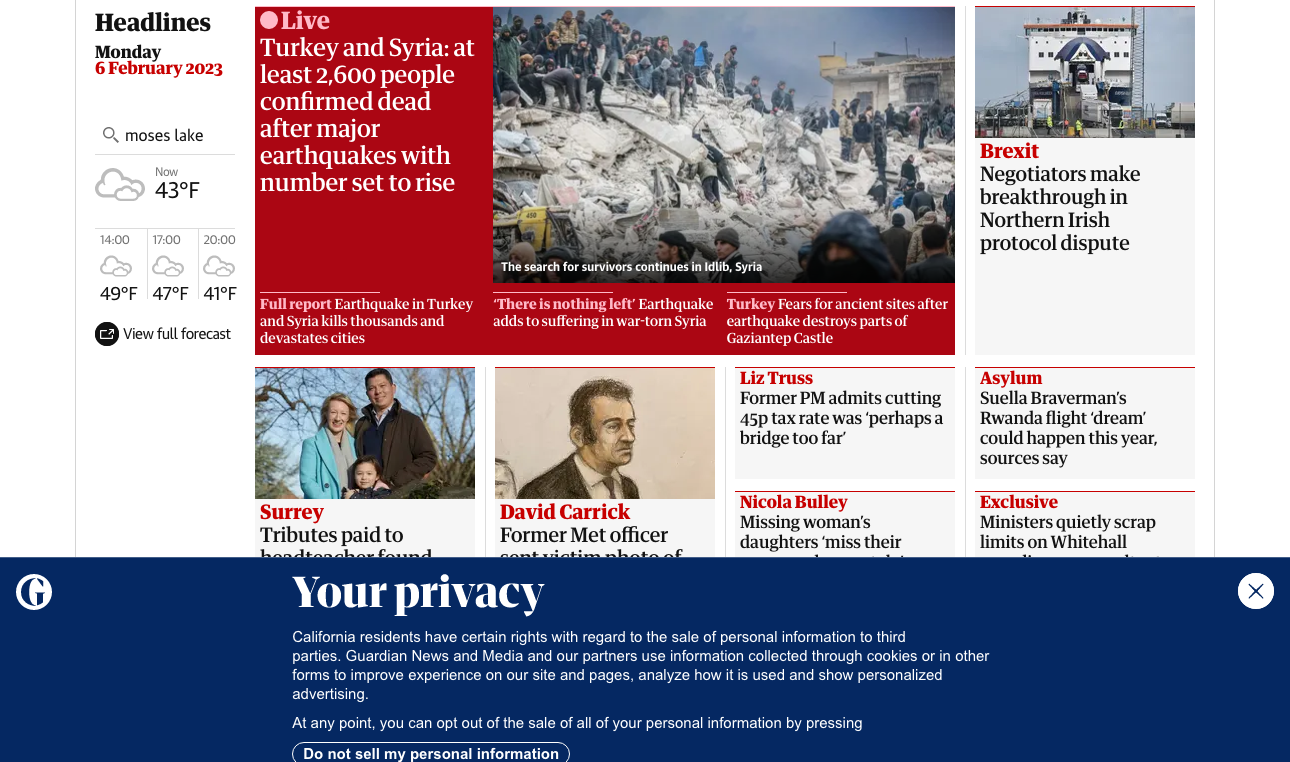 Headlines
Monday
6 February 2023
moses lake
Now
43°F
14:00
17:00
20:00
49°F
47°F
41°F
View full forecast
Live
Turkey and Syria: at
least 2,600 people
confirmed dead
after major
earthquakes with
number set to rise
450
The search for survivors continues in Idlib, Syria
Full report Earthquake in Turkey
and Syria kills thousands and
devastates cities
‘There is nothing left’ Earthquake
adds to suffering in war-torn Syria
Turkey Fears for ancient sites after
earthquake destroys parts of
Gaziantep Castle
Brexit
Negotiators make
breakthrough in
Northern Irish
protocol dispute
Surrey
Tributes paid to
headteacher found
David Carrick
Former Met officer
sent victim photo of
Liz Truss
Former PM admits cutting
45p tax rate was ‘perhaps a
bridge too far’
Nicola Bulley
Missing woman’s
daughters ‘miss their
Asylum
Suella Braverman’s
Rwanda flight ‘dream’
could happen this year,
sources say
Exclusive
Ministers quietly scrap
limits on Whitehall
G
Your privacy
California residents have certain rights with regard to the sale of personal information to third
parties. Guardian News and Media and our partners use information collected through cookies or in other
forms to improve experience on our site and pages, analyze how it is used and show personalized
advertising.
At any point, you can opt out of the sale of all of your personal information by pressing
Do not sell my personal information